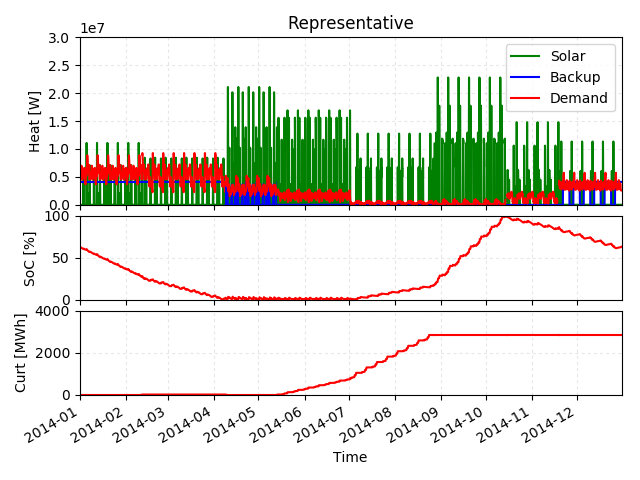 Representative
1e7
3.0
2.5
2.0
1.5
1.0
0.5
0.0
Heat [W]
Solar
Backup
Demand
100
50
0
SoC [%]
4000
2000
0
Curt [MWh]
2014-01
2014-02
2014-03
2014-04
2014-05
2014-06
2014-07
2014-08
2014-09
2014-10
2014-11
2014-12
Time